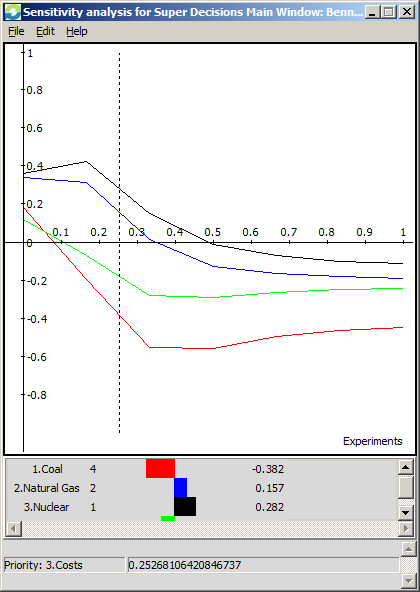 Sensitivity analysis for Super Decisions Main Window: Benn...
File Edit Help
1
0.8
0.6
0.4
0.2
0
0.1 0.2 0.3 0.4 0.5 0.6 0.7 0.8 0.9 1
-0.2
-0.4
-0.6
-0.8
Experiments
1.Coal 4 -0.382
2.Natural Gas 2 0.157
3.Nuclear 1 0.282
Priority: 3.Costs 0.25268106420846737